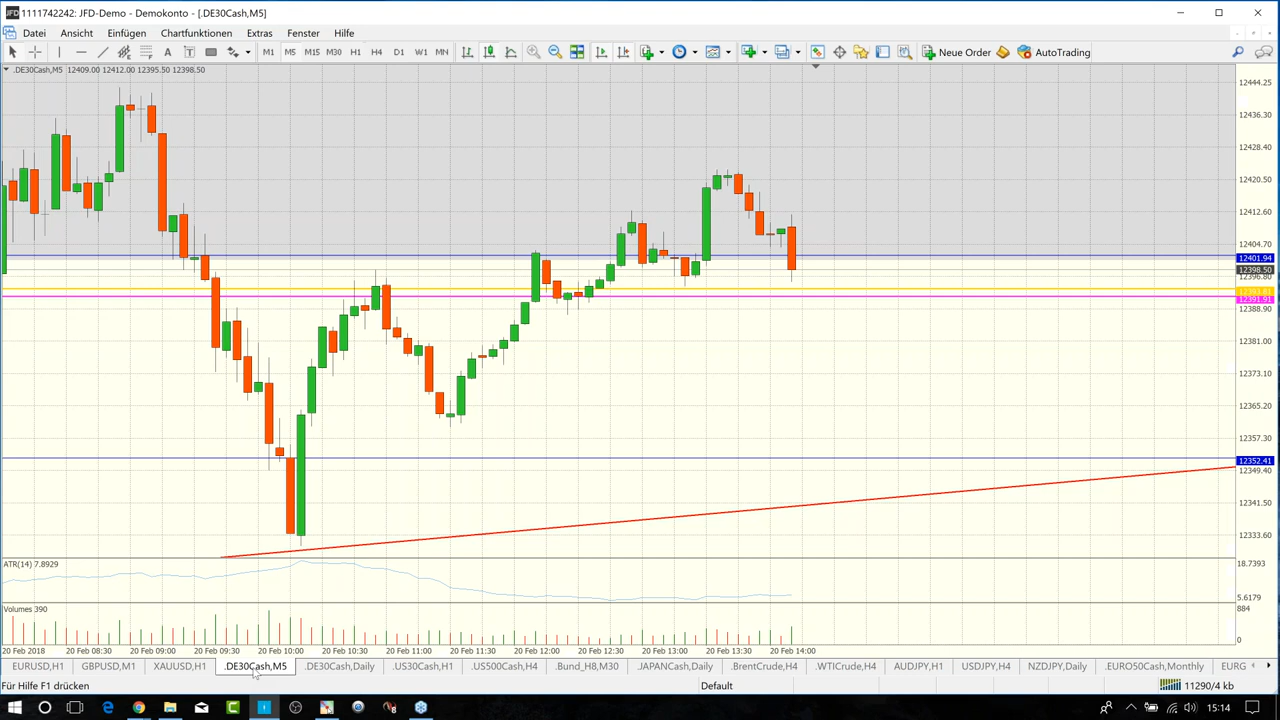 JFD 1111742242: JFD-Demo - Demokonto - [.DE30Cash,M5]
Datei Ansicht Einfügen Chartfunktionen Extras Fenster Hilfe
A T M1 M5 M15 M30 H1 H4 D1 W1 MN Neue Order AutoTrading
.DE30Cash,M5 12409.00 12412.00 12395.50 12398.50
12444.25
12436.30
12428.40
12420.50
12412.60
12404.70
12401.94
12398.50
12396.80
12393.81
12391.91
12388.90
12381.00
12373.10
12365.20
12357.30
12352.41
12349.40
12341.50
12333.60
ATR(14) 7.8929
18.7393
5.6179
Volumes 390
884
0
20 Feb 2018 20 Feb 08:30 20 Feb 09:00 20 Feb 09:30 20 Feb 10:00 20 Feb 10:30 20 Feb 11:00 20 Feb 11:30 20 Feb 12:00 20 Feb 12:30 20 Feb 13:00 20 Feb 13:30 20 Feb 14:00
EURUSD,H1 GBPUSD,M1 XAUUSD,H1 .DE30Cash,M5 .DE30Cash,Daily .US30Cash,H1 .US500Cash,H4 .Bund_H8,M30 .JAPANCash,Daily .BrentCrude,H4 .WTICrude,H4 AUDJPY,H1 USDJPY,H4 NZDJPY,Daily .EURO50Cash,Monthly EURG
Für Hilfe F1 drücken Default 11290/4 kb
15:14